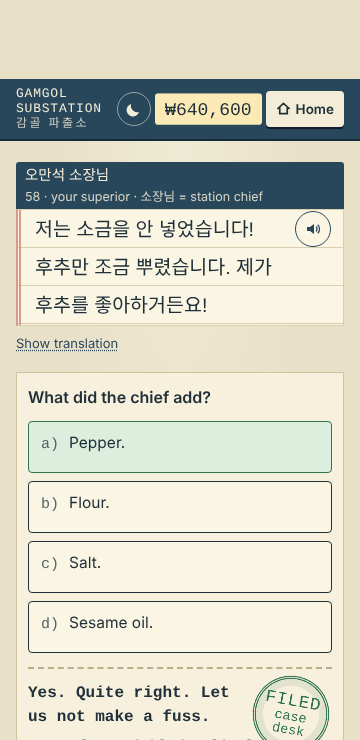 GAMGOL
SUBSTATION
감골 파출소
₩640,600
Home
오만석 소장님
58 · your superior · 소장님 = station chief
저는 소금을 안 넣었습니다!
후추만 조금 뿌렸습니다. 제가
후추를 좋아하거든요!
Show translation
What did the chief add?
a) Pepper.
b) Flour.
c) Salt.
d) Sesame oil.
Yes. Quite right. Let
us not make a fuss.
FILED
case
desk